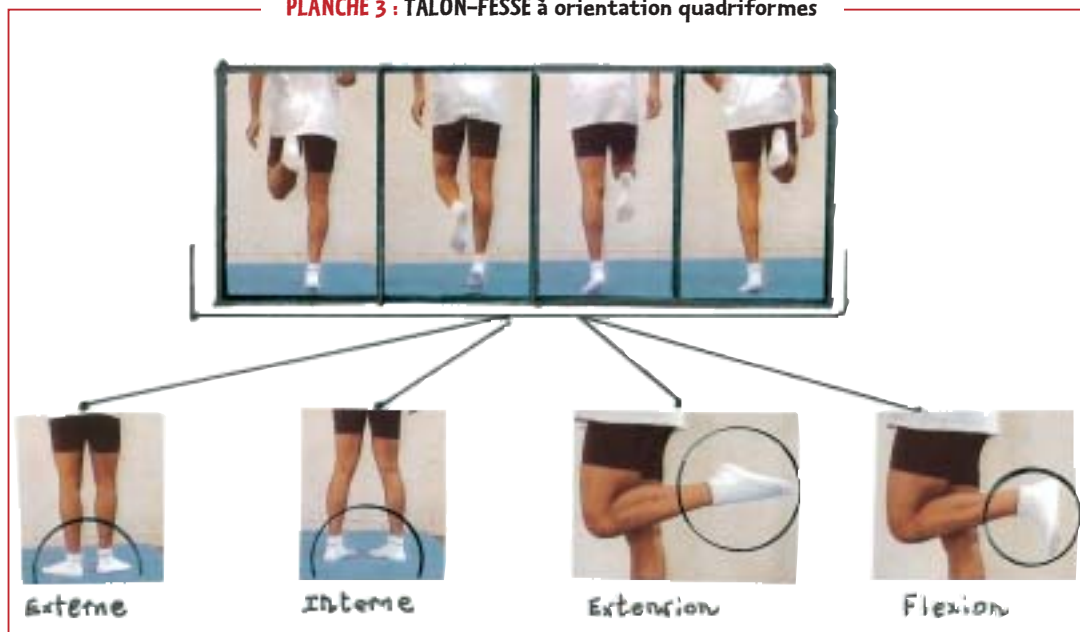 PLANCHE 3 : TALON-FESSE à orientation quadriformes
Externe
Interne
Extension
Flexion